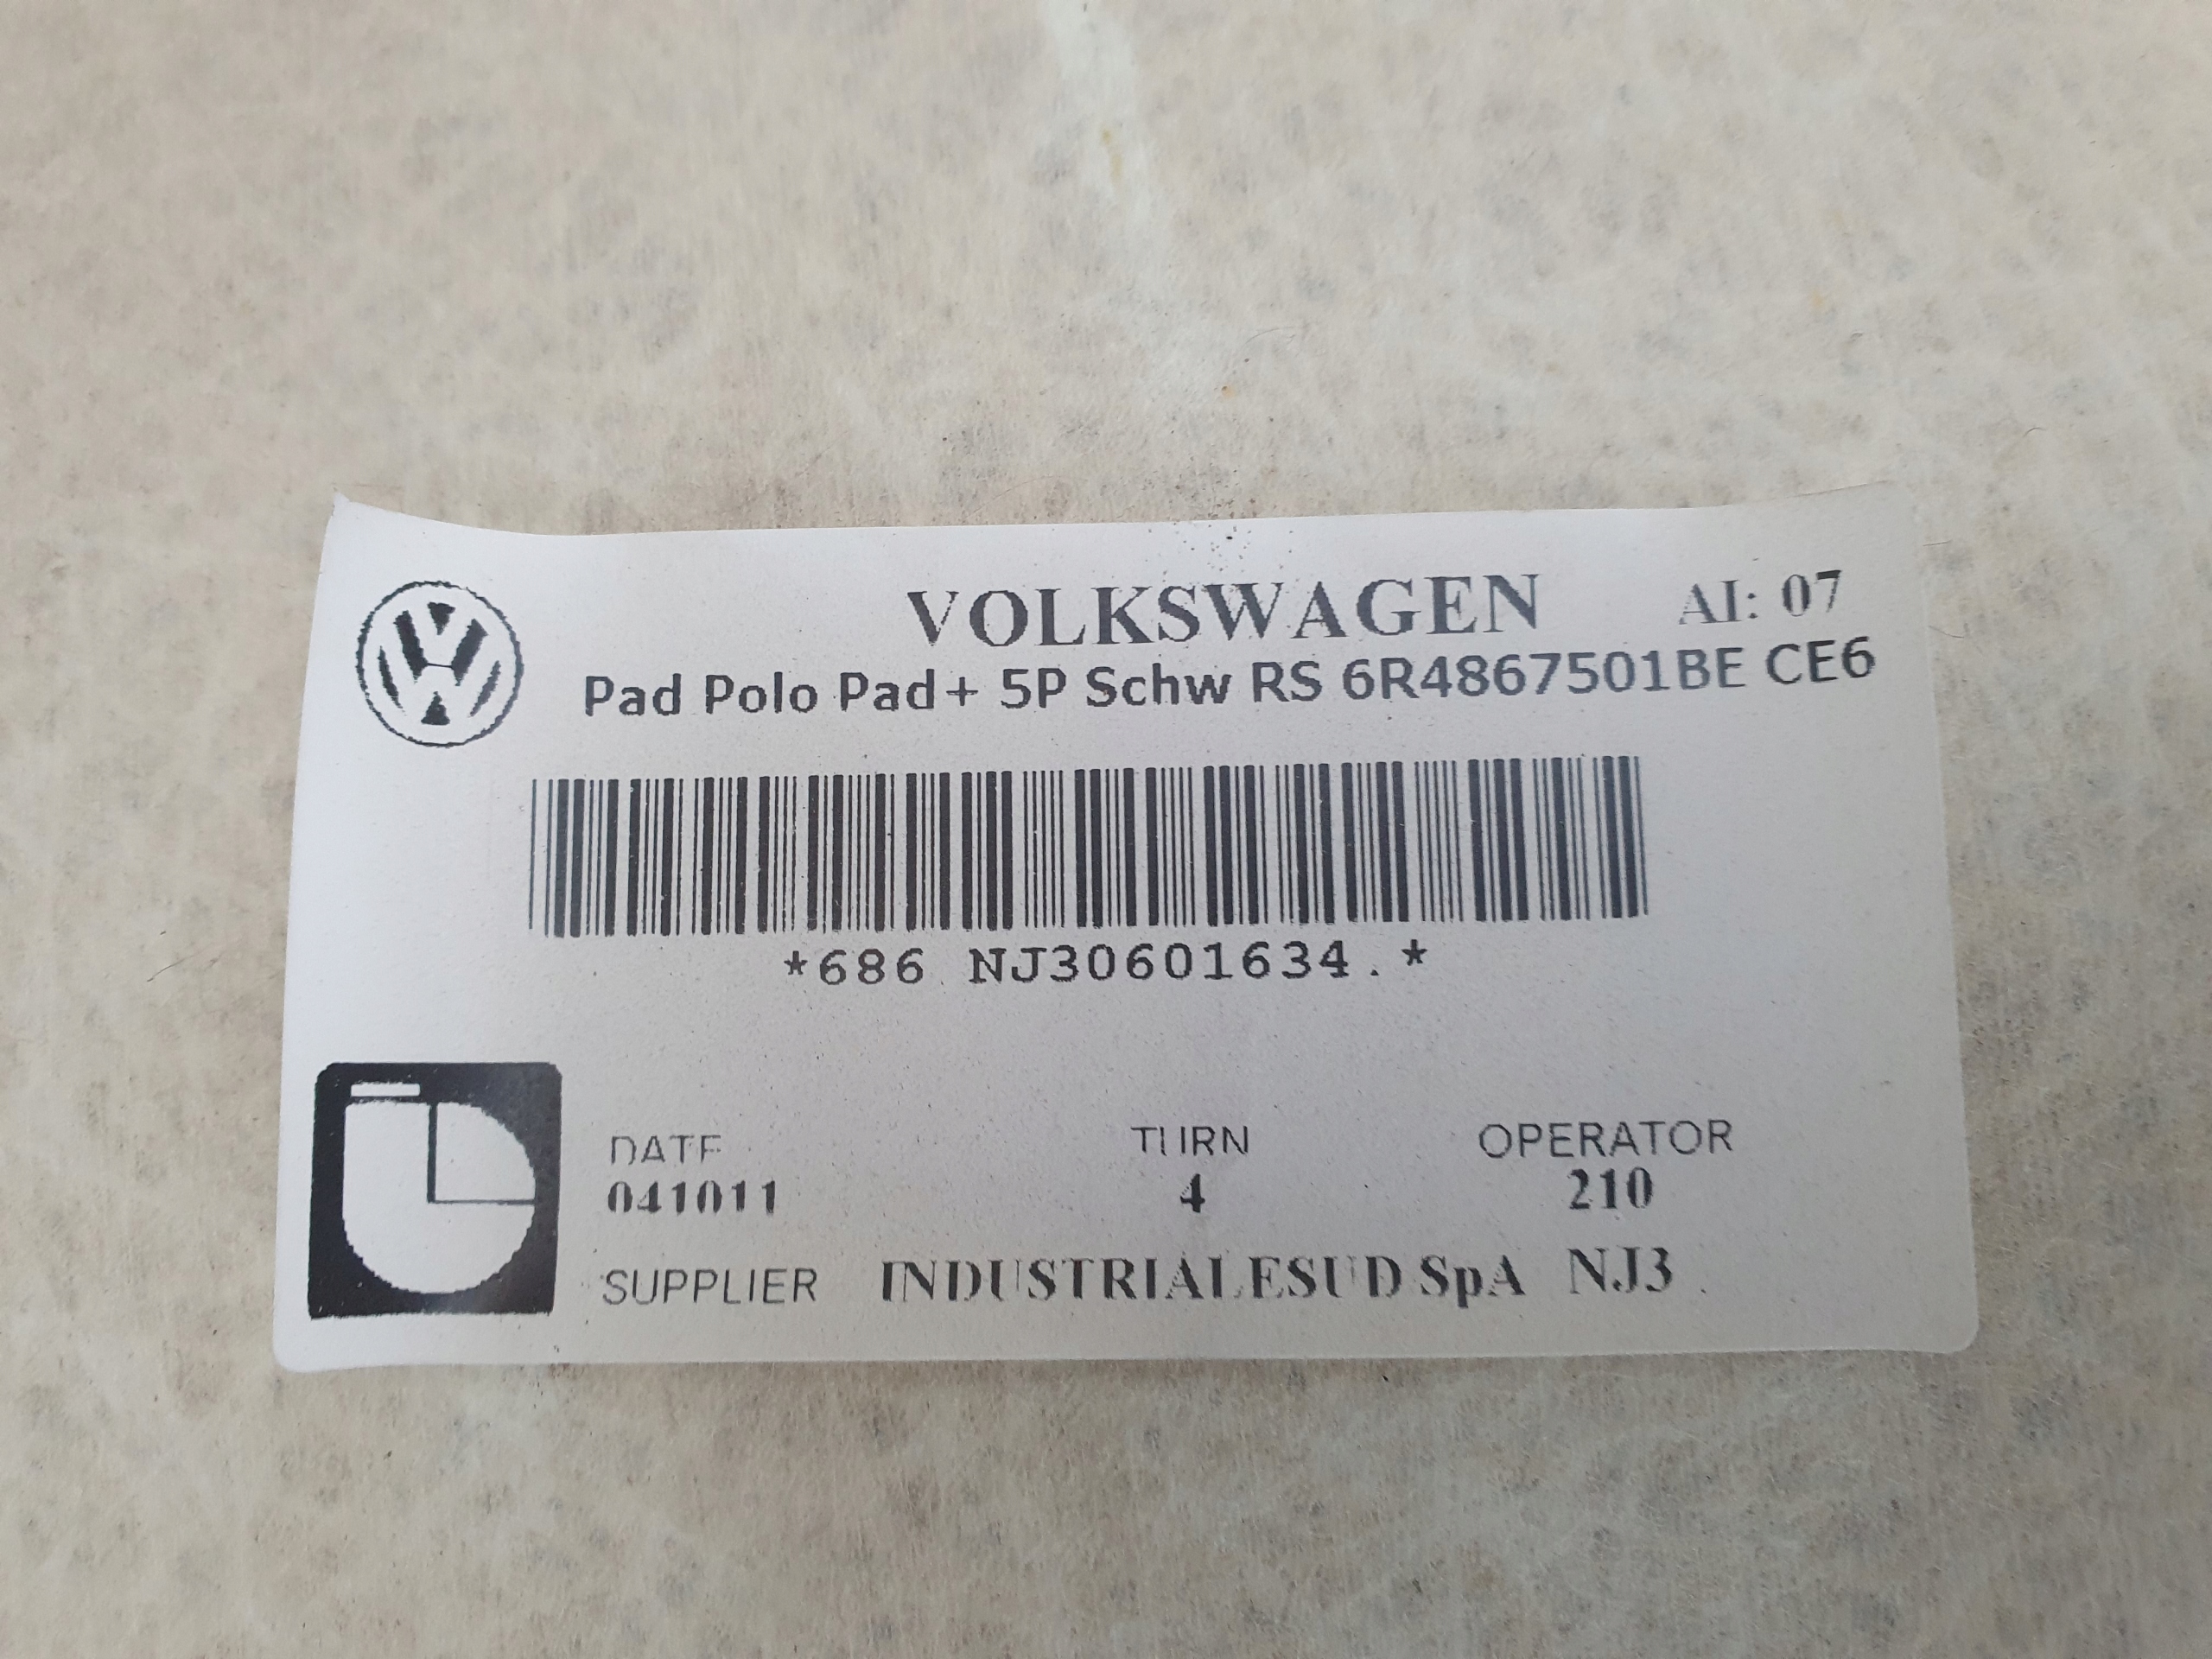 VOLKSWAGEN AI: 07
Pad Polo Pad+ 5P Schw RS 6R4867501BE CE6
*686 NJ30601634.*
DATE TURN OPERATOR
041011 4 210
SUPPLIER INDUSTRIALESUD SpA NJ3